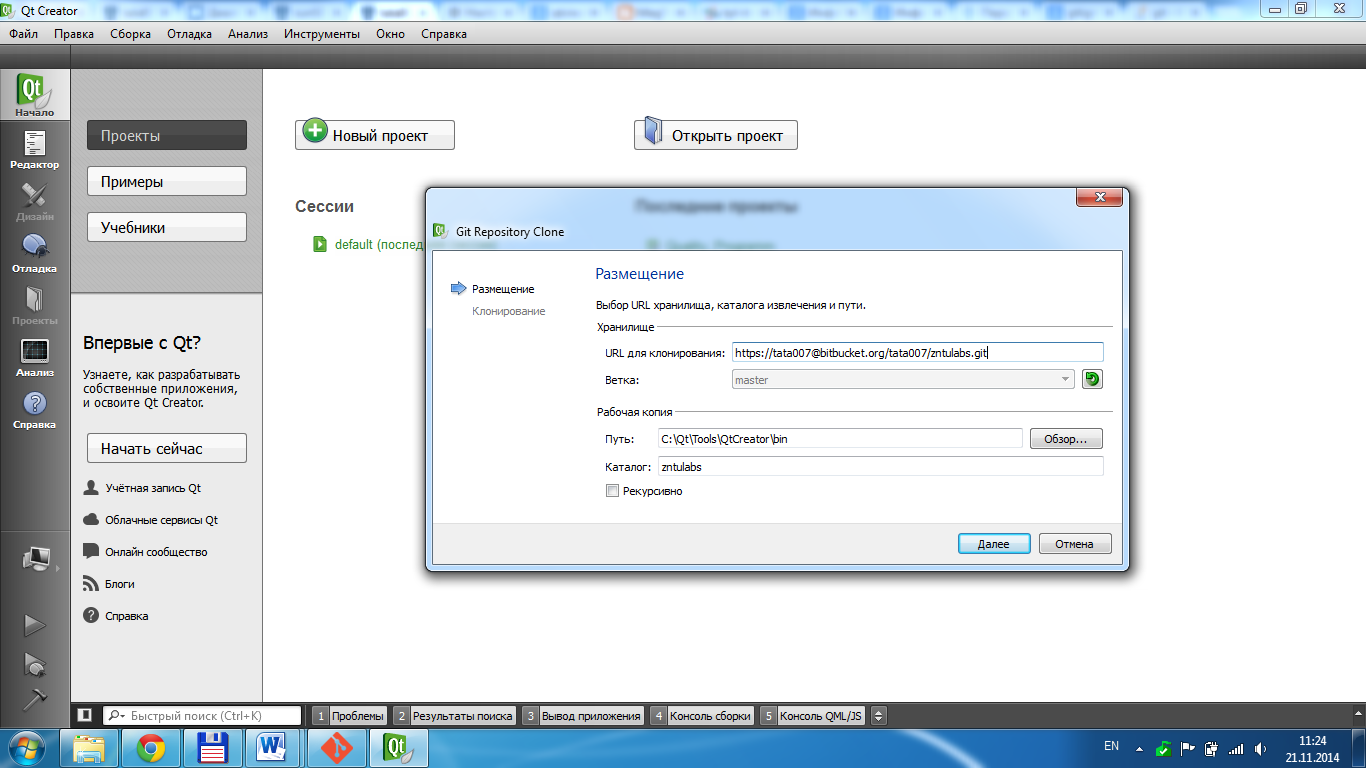 Qt Creator
Файл Правка Сборка Отладка Анализ Инструменты Окно Справка
Qt
Начало
Редактор
Дизайн
Отладка
Проекты
Анализ
Справка
Проекты
Примеры
Учебники
Впервые с Qt?
Узнаете, как разрабатывать
собственные приложения,
и освоите Qt Creator.
Начать сейчас
Учётная запись Qt
Облачные сервисы Qt
Онлайн сообщество
Блоги
Справка
Новый проект
Открыть проект
Сессии
Последние проекты
default (послед
Git Repository Clone
Размещение
Клонирование
Размещение
Выбор URL хранилища, каталога извлечения и пути.
Хранилище
URL для клонирования: https://tata007@bitbucket.org/tata007/zntulabs.git
Ветка: master
Рабочая копия
Путь: C:\Qt\Tools\QtCreator\bin Обзор...
Каталог: zntulabs
Рекурсивно
Далее Отмена
Быстрый поиск (Ctrl+K) 1 Проблемы 2 Результаты поиска 3 Вывод приложения 4 Консоль сборки 5 Консоль QML/JS
EN
11:24
21.11.2014